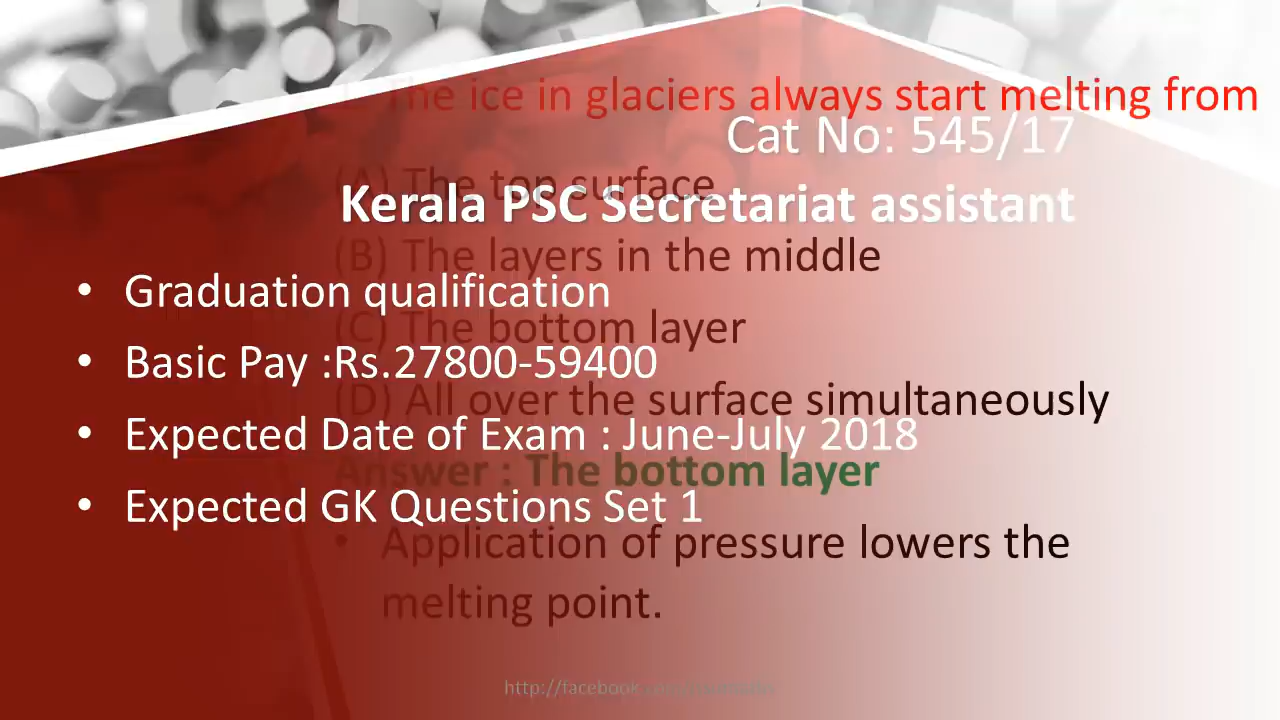 The ice in glaciers always start melting from
Cat No: 545/17
(A) The top surface
Kerala PSC Secretariat assistant
(B) The layers in the middle
• Graduation qualification
(C) The bottom layer
• Basic Pay :Rs.27800-59400
(D) All over the surface simultaneously
• Expected Date of Exam : June-July 2018
Answer : The bottom layer
• Expected GK Questions Set 1
• Application of pressure lowers the
melting point.